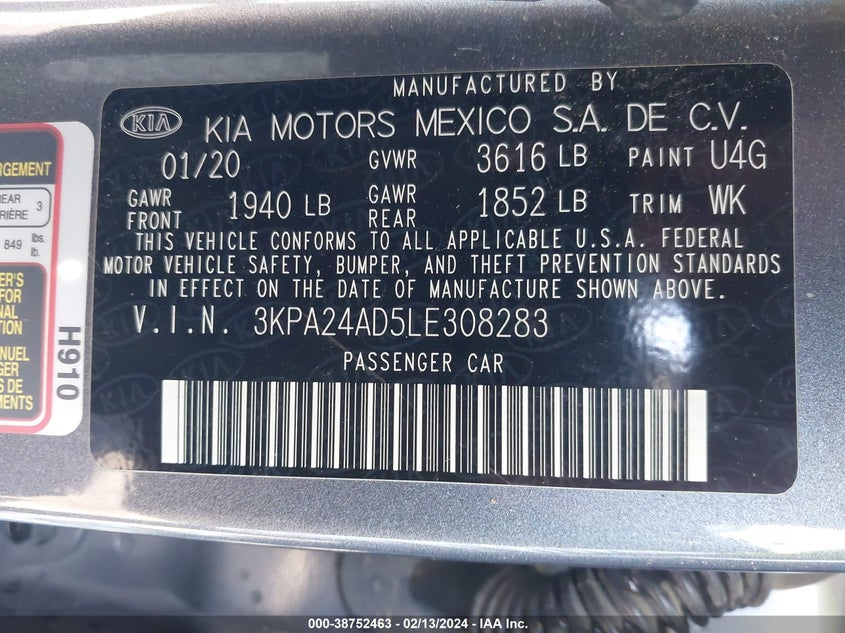 MANUFACTURED BY
KIA KIA MOTORS MEXICO S.A. DE C.V.
01/20 GVWR 3616 LB PAINT U4G
GAWR FRONT 1940 LB GAWR REAR 1852 LB TRIM WK
THIS VEHICLE CONFORMS TO ALL APPLICABLE U.S.A. FEDERAL
MOTOR VEHICLE SAFETY, BUMPER, AND THEFT PREVENTION STANDARDS
IN EFFECT ON THE DATE OF MANUFACTURE SHOWN ABOVE.
V.I.N. 3KPA24AD5LE308283
PASSENGER CAR
RGEMENT
REAR
RIÈRE 3
849 lbs.
lb.
R'S
FOR
NAL
TION
NUEL
GER
S DE
MENTS
H910
000-38752463 - 02/13/2024 - IAA Inc.